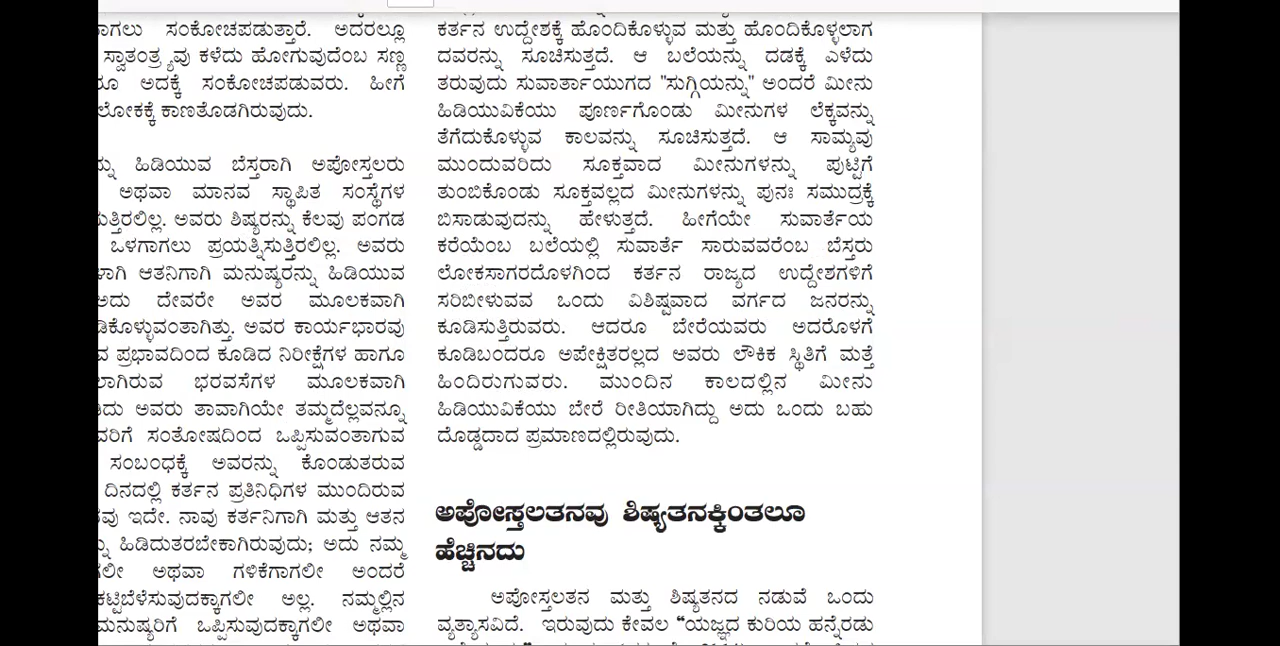 ಸಂಕೋಚಪಡುತ್ತಾರೆ. ಅದರಲ್ಲೂ
ಸ್ವಾತಂತ್ರ್ಯವು ಕಳೆದು ಹೋಗುವುದೆಂಬ ಸಣ್ಣ
ಅದಕ್ಕೆ ಸಂಕೋಚಪಡುವರು. ಹೀಗೆ
ಲೋಕಕ್ಕೆ ಕಾಣತೊಡಗಿರುವುದು.
ಹಿಡಿಯುವ ಬೆಸ್ತರಾಗಿ ಅಪೋಸ್ತಲರು
ಅಥವಾ ಮಾನವ ಸ್ಥಾಪಿತ ಸಂಸ್ಥೆಗಳ
ಅವರು ಶಿಷ್ಯರನ್ನು ಕೆಲವು ಪಂಗಡ
ಒಳಗಾಗಲು ಪ್ರಯತ್ನಿಸುತ್ತಿರಲಿಲ್ಲ. ಅವರು
ಆತನಿಗಾಗಿ ಮನುಷ್ಯರನ್ನು ಹಿಡಿಯುವ
ಅದು ದೇವರೇ ಅವರ ಮೂಲಕವಾಗಿ
ಅವರ ಕಾರ್ಯಭಾರವು
ಪ್ರಭಾವದಿಂದ ಕೂಡಿದ ನಿರೀಕ್ಷೆಗಳ ಹಾಗೂ
ಭರವಸೆಗಳ ಮೂಲಕವಾಗಿ
ಅವರು ತಾವಾಗಿಯೇ ತಮ್ಮದೆಲ್ಲವನ್ನೂ
ಸಂತೋಷದಿಂದ ಒಪ್ಪಿಸುವಂತಾಗುವ
ಸಂಬಂಧಕ್ಕೆ ಅವರನ್ನು ಕೊಂಡುತರುವ
ದಿನದಲ್ಲಿ ಕರ್ತನ ಪ್ರತಿನಿಧಿಗಳ ಮುಂದಿರುವ
ಇದೇ. ನಾವು ಕರ್ತನಿಗಾಗಿ ಮತ್ತು ಆತನ
ಹಿಡಿದುತರಬೇಕಾಗಿರುವುದು; ಅದು ನಮ್ಮ
ಅಥವಾ ಗಳಿಕೆಗಾಗಲೀ ಅಂದರೆ
ಕಟ್ಟಿಬೆಳೆಸುವುದಕ್ಕಾಗಲೀ ಅಲ್ಲ. ನಮ್ಮಲ್ಲಿನ
ಮನುಷ್ಯರಿಗೆ ಒಪ್ಪಿಸುವುದಕ್ಕಾಗಲೀ ಅಥವಾ
ಕರ್ತನ ಉದ್ದೇಶಕ್ಕೆ ಹೊಂದಿಕೊಳ್ಳುವ ಮತ್ತು ಹೊಂದಿಕೊಳ್ಳಲಾಗ
ದವರನ್ನು ಸೂಚಿಸುತ್ತದೆ. ಆ ಬಲೆಯನ್ನು ದಡಕ್ಕೆ ಎಳೆದು
ತರುವುದು ಸುವಾರ್ತಾಯುಗದ "ಸುಗ್ಗಿಯನ್ನು" ಅಂದರೆ ಮೀನು
ಹಿಡಿಯುವಿಕೆಯು ಪೂರ್ಣಗೊಂಡು ಮೀನುಗಳ ಲೆಕ್ಕವನ್ನು
ತೆಗೆದುಕೊಳ್ಳುವ ಕಾಲವನ್ನು ಸೂಚಿಸುತ್ತದೆ. ಆ ಸಾಮ್ಯವು
ಮುಂದುವರಿದು ಸೂಕ್ತವಾದ ಮೀನುಗಳನ್ನು ಪುಟ್ಟಿಗೆ
ತುಂಬಿಕೊಂಡು ಸೂಕ್ತವಲ್ಲದ ಮೀನುಗಳನ್ನು ಪುನಃ ಸಮುದ್ರಕ್ಕೆ
ಬಿಸಾಡುವುದನ್ನು ಹೇಳುತ್ತದೆ. ಹೀಗೆಯೇ ಸುವಾರ್ತೆಯ
ಕರೆಯೆಂಬ ಬಲೆಯಲ್ಲಿ ಸುವಾರ್ತೆ ಸಾರುವವರೆಂಬ ಬೆಸ್ತರು
ಲೋಕಸಾಗರದೊಳಗಿಂದ ಕರ್ತನ ರಾಜ್ಯದ ಉದ್ದೇಶಗಳಿಗೆ
ಸರಿಬೀಳುವವ ಒಂದು ವಿಶಿಷ್ಟವಾದ ವರ್ಗದ ಜನರನ್ನು
ಕೂಡಿಸುತ್ತಿರುವರು. ಆದರೂ ಬೇರೆಯವರು ಅದರೊಳಗೆ
ಕೂಡಿಬಂದರೂ ಅಪೇಕ್ಷಿತರಲ್ಲದ ಅವರು ಲೌಕಿಕ ಸ್ಥಿತಿಗೆ ಮತ್ತೆ
ಹಿಂದಿರುಗುವರು. ಮುಂದಿನ ಕಾಲದಲ್ಲಿನ ಮೀನು
ಹಿಡಿಯುವಿಕೆಯು ಬೇರೆ ರೀತಿಯಾಗಿದ್ದು ಅದು ಒಂದು ಬಹು
ದೊಡ್ಡದಾದ ಪ್ರಮಾಣದಲ್ಲಿರುವುದು.
ಅಪೋಸ್ತಲತನವು ಶಿಷ್ಯತನಕ್ಕಿಂತಲೂ
ಹೆಚ್ಚಿನದು
ಅಪೋಸ್ತಲತನ ಮತ್ತು ಶಿಷ್ಯತನದ ನಡುವೆ ಒಂದು
ವ್ಯತ್ಯಾಸವಿದೆ. ಇರುವುದು ಕೇವಲ "ಯಜ್ಞದ ಕುರಿಯ ಹನ್ನೆರಡು